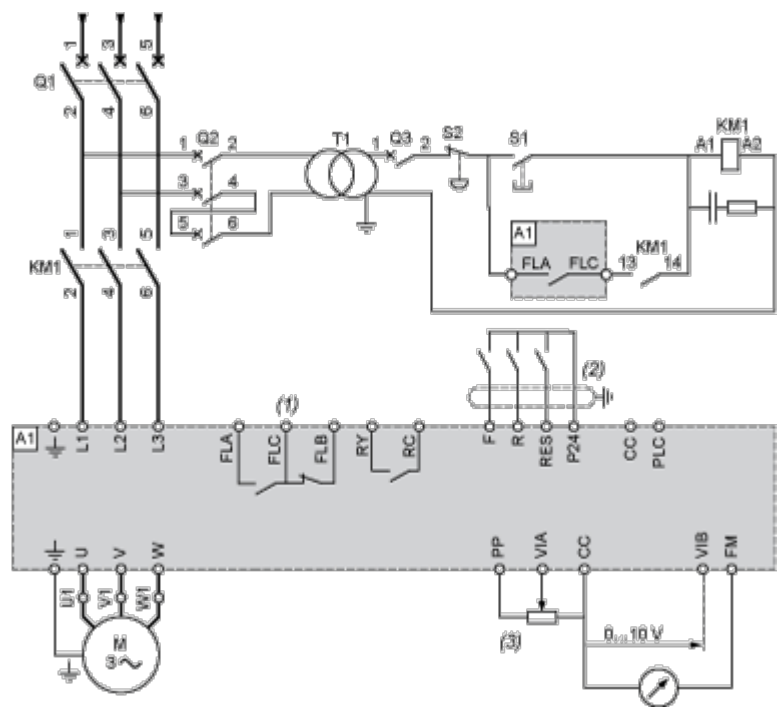 1 3 5
Q1
2 4 6
1 Q2 2
3 4
5 6
T1
1 Q3 2
S2
S1
KM1
A1 A2
A1
FLA FLC
KM1
13 14
1 3 5
KM1
2 4 6
(1)
(2)
A1
L1 L2 L3
FLA FLC FLB RY RC
F R RES P24 CC PLC
U V W
PP VIA CC VIB FM
U1 V1 W1
M
3
(3)
0 ... 10 V